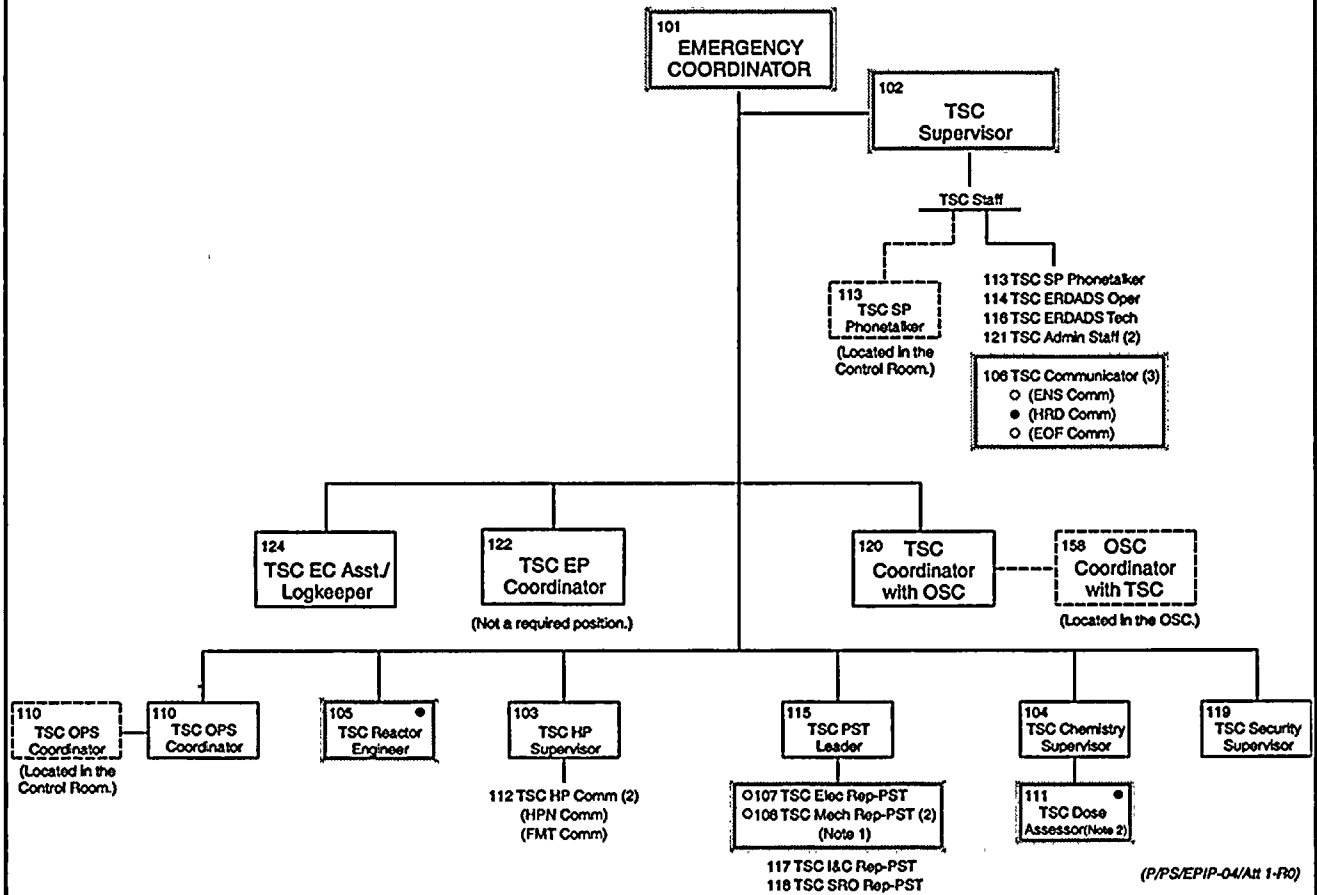 101
EMERGENCY
COORDINATOR
102
TSC
Supervisor
TSC Staff
113
TSC SP
Phonetalker
(Located in the
Control Room.)
113 TSC SP Phonetalker
114 TSC ERDADS Oper
116 TSC ERDADS Tech
121 TSC Admin Staff (2)
106 TSC Communicator (3)
(ENS Comm)
(HRD Comm)
(EOF Comm)
124
TSC EC Asst./
Logkeeper
122
TSC EP
Coordinator
(Not a required position.)
120
TSC
Coordinator
with OSC
158
OSC
Coordinator
with TSC
(Located in the OSC.)
110
TSC OPS
Coordinator
(Located in the
Control Room.)
110
TSC OPS
Coordinator
105
TSC Reactor
Engineer
103
TSC HP
Supervisor
112 TSC HP Comm (2)
(HPN Comm)
(FMT Comm)
115
TSC PST
Leader
107 TSC Elec Rep-PST
108 TSC Mech Rep-PST (2)
(Note 1)
117 TSC I&C Rep-PST
118 TSC SRO Rep-PST
104
TSC Chemistry
Supervisor
111
TSC Dose
Assessor(Note 2)
119
TSC Security
Supervisor
(P/PS/EPIP-04/Att 1-R0)